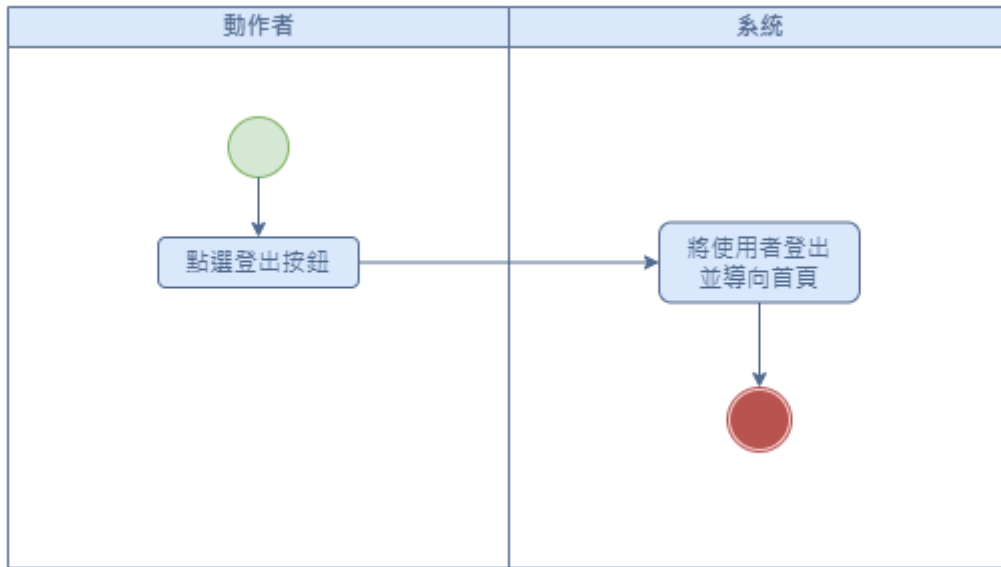 動作者
系統
點選登出按鈕
將使用者登出
並導向首頁